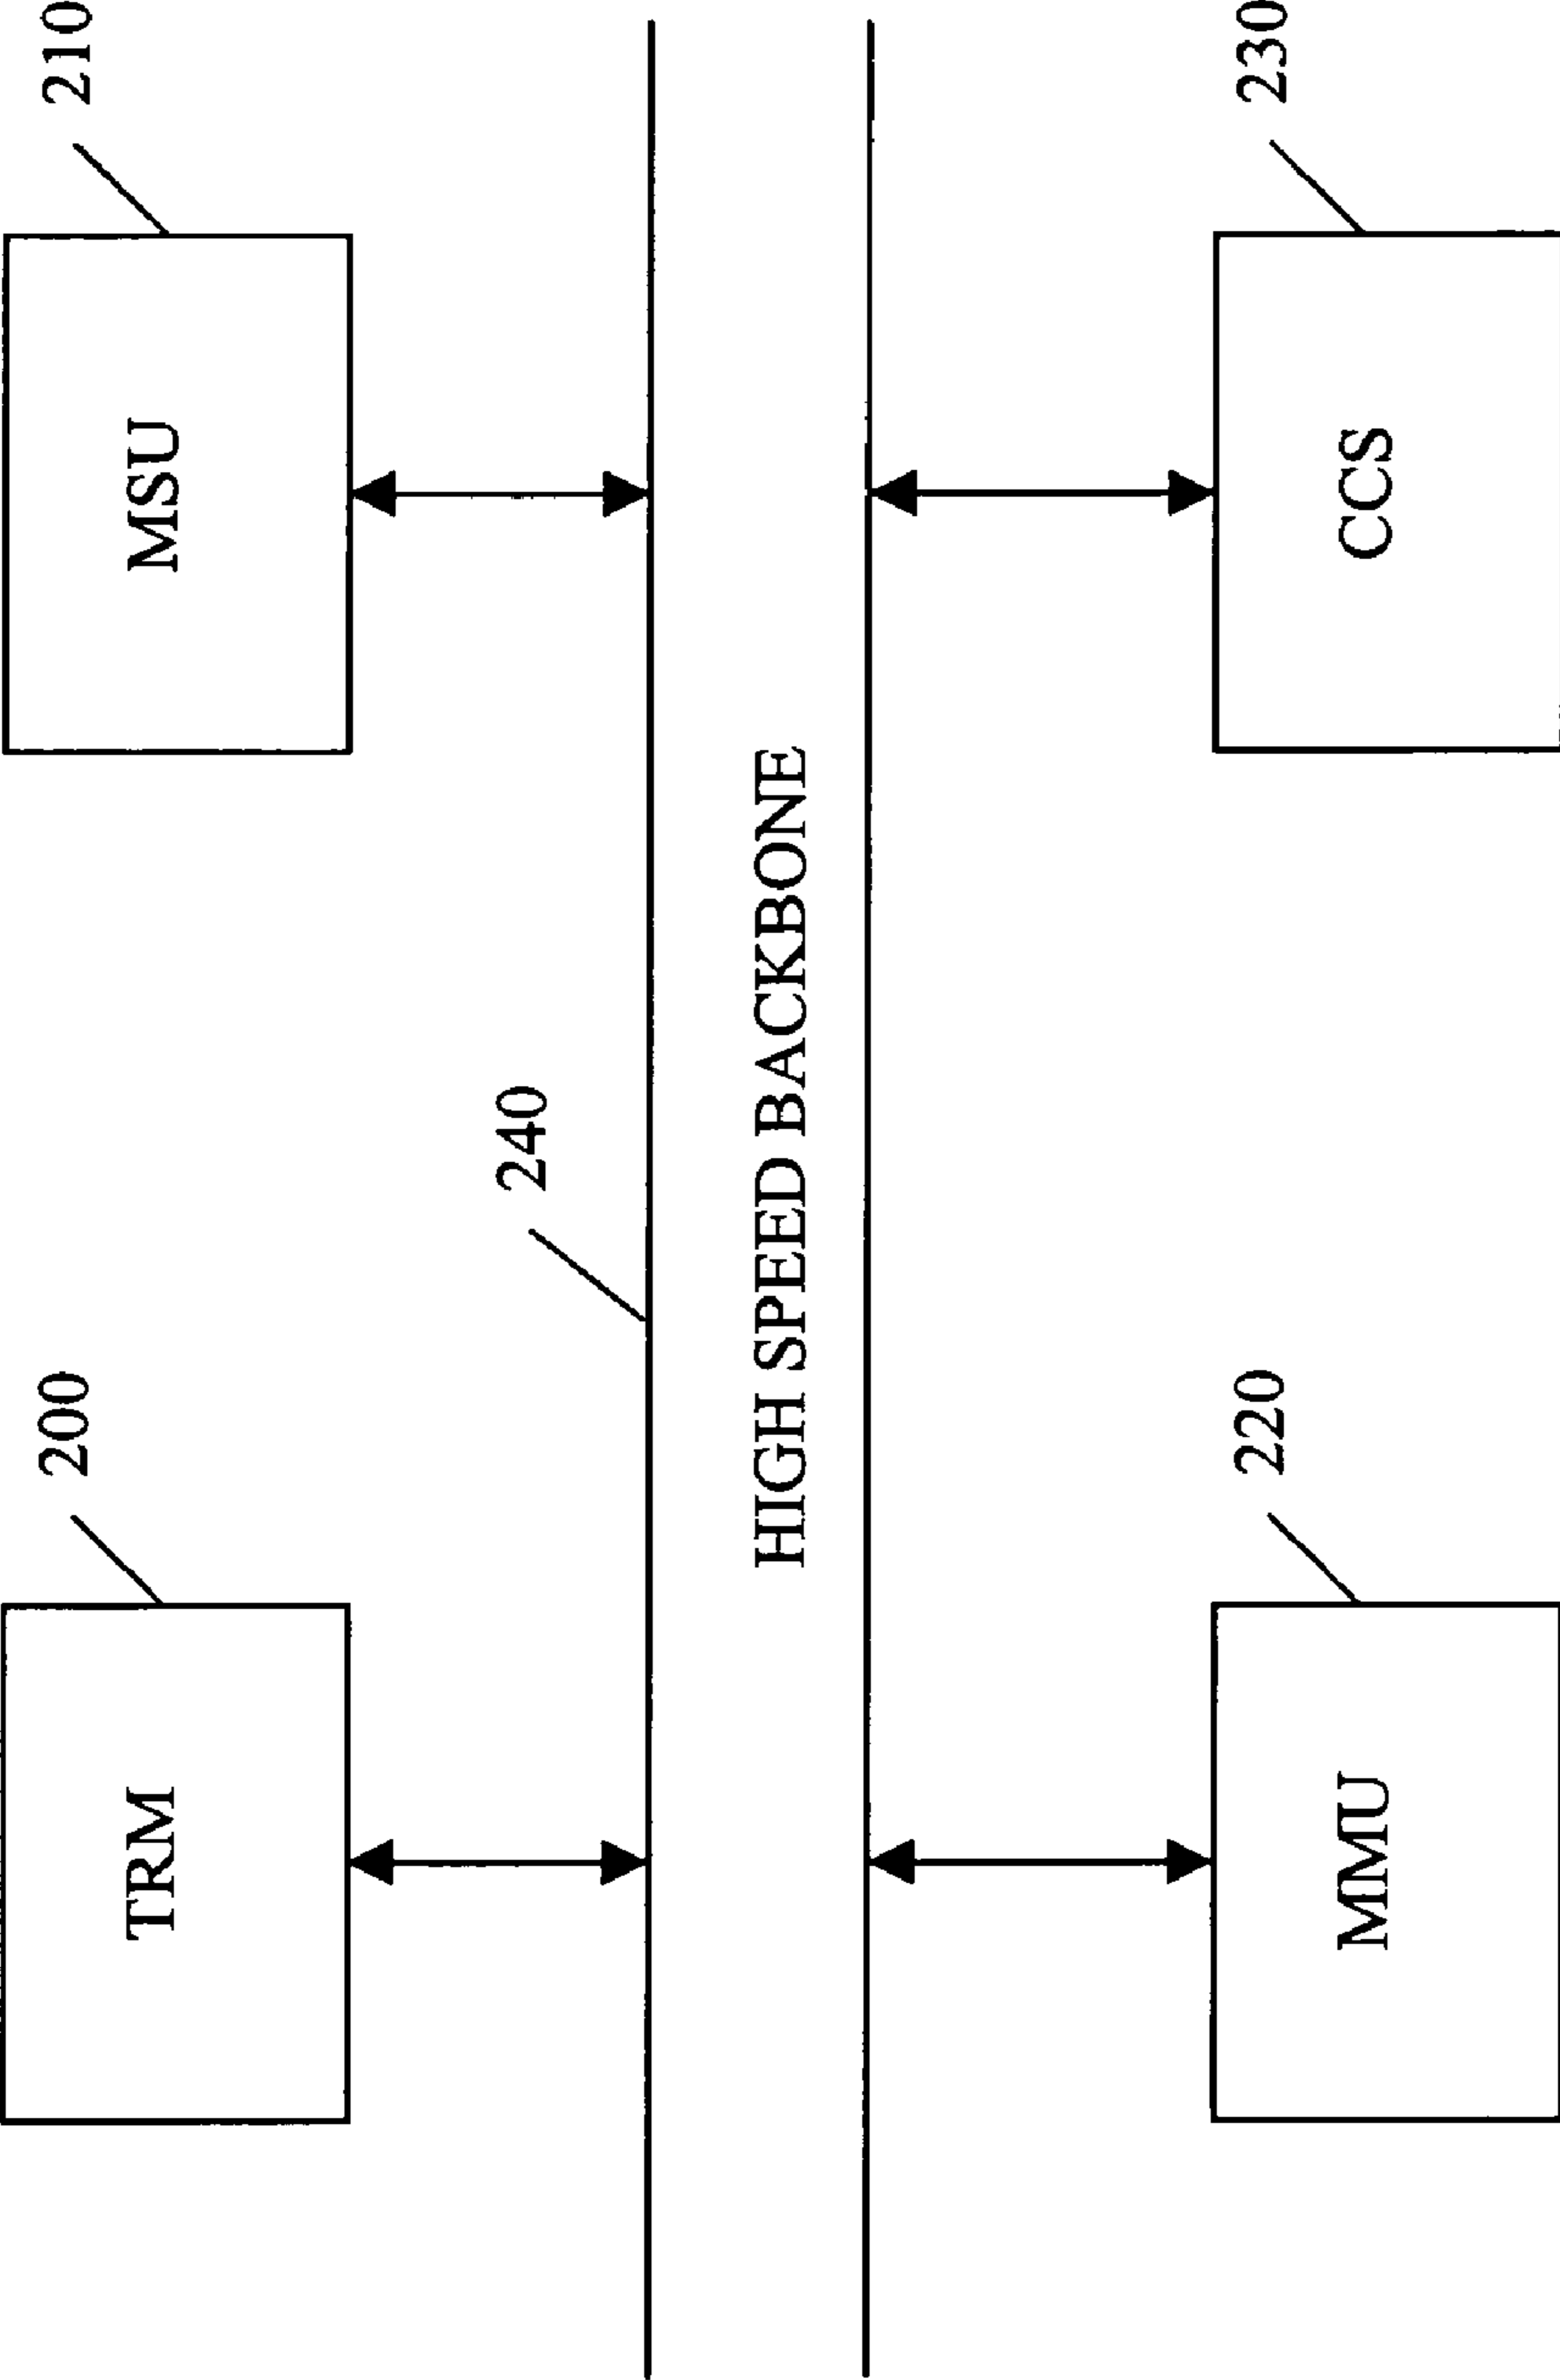 200
210
TRM
MSU
240
HIGH SPEED BACKBONE
220
230
MMU
CCS